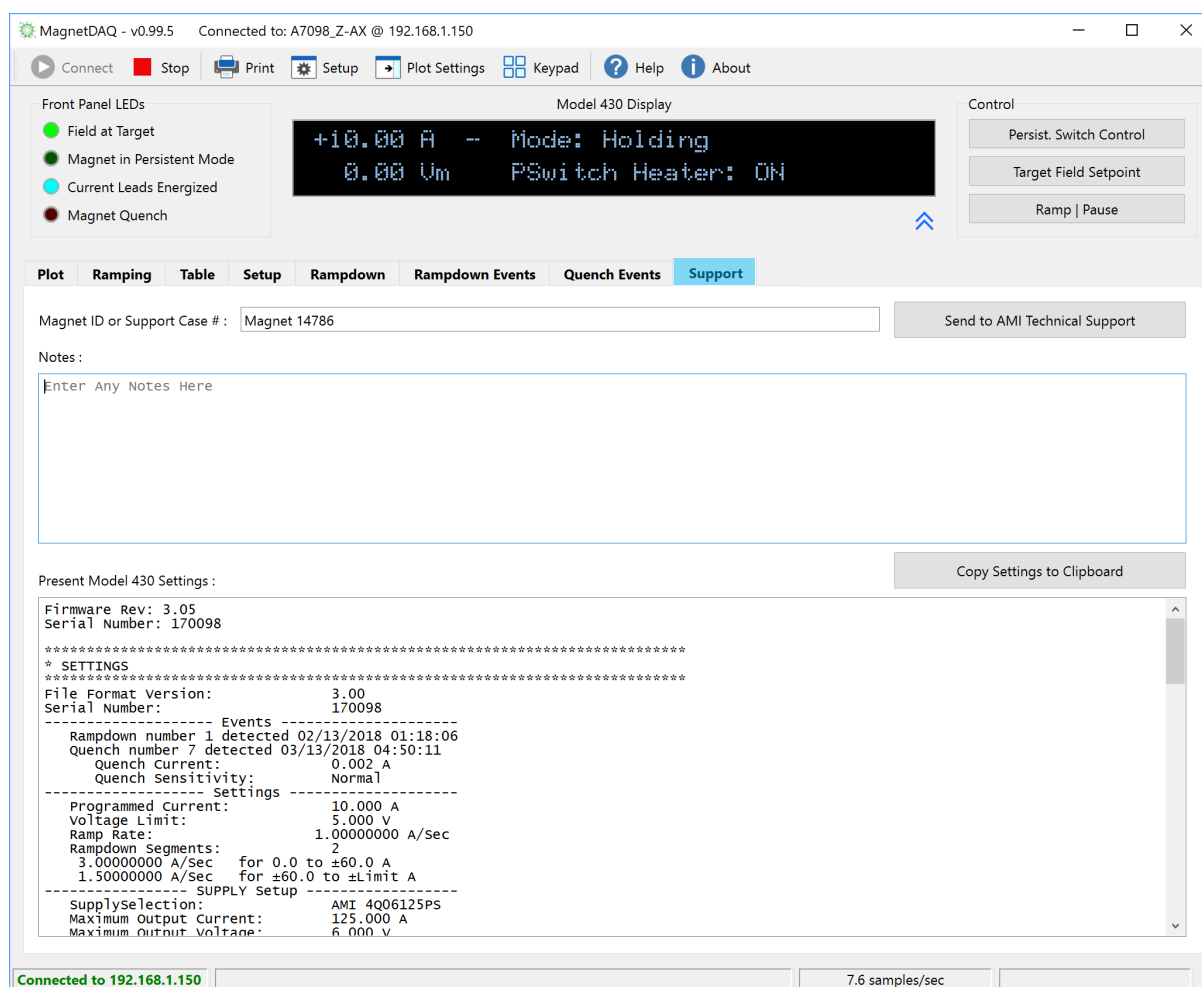 MagnetDAQ - v0.99.5 Connected to: A7098_Z-AX @ 192.168.1.150
Connect Stop Print Setup Plot Settings Keypad Help About
Front Panel LEDs
Field at Target
Magnet in Persistent Mode
Current Leads Energized
Magnet Quench
Model 430 Display
+10.00 A - Mode: Holding
0.00 Vm PSwitch Heater: ON
Control
Persist. Switch Control
Target Field Setpoint
Ramp | Pause
Plot Ramping Table Setup Rampdown Rampdown Events Quench Events Support
Magnet ID or Support Case # : Magnet 14786
Send to AMI Technical Support
Notes :
Enter Any Notes Here
Copy Settings to Clipboard
Present Model 430 Settings :
Firmware Rev: 3.05
Serial Number: 170098
****************************************************************************
* SETTINGS
****************************************************************************
File Format Version: 3.00
Serial Number: 170098
-------------------- Events ---------------------
Rampdown number 1 detected 02/13/2018 01:18:06
Quench number 7 detected 03/13/2018 04:50:11
Quench Current: 0.002 A
Quench Sensitivity: Normal
------------------- Settings --------------------
Programmed Current: 10.000 A
Voltage Limit: 5.000 V
Ramp Rate: 1.00000000 A/Sec
Rampdown Segments: 2
3.00000000 A/Sec for 0.0 to ±60.0 A
1.50000000 A/Sec for ±60.0 to ±Limit A
----------------- SUPPLY Setup ------------------
SupplySelection: AMI 4Q06125PS
Maximum Output Current: 125.000 A
Maximum Output Voltage: 6.000 V
Connected to 192.168.1.150
7.6 samples/sec